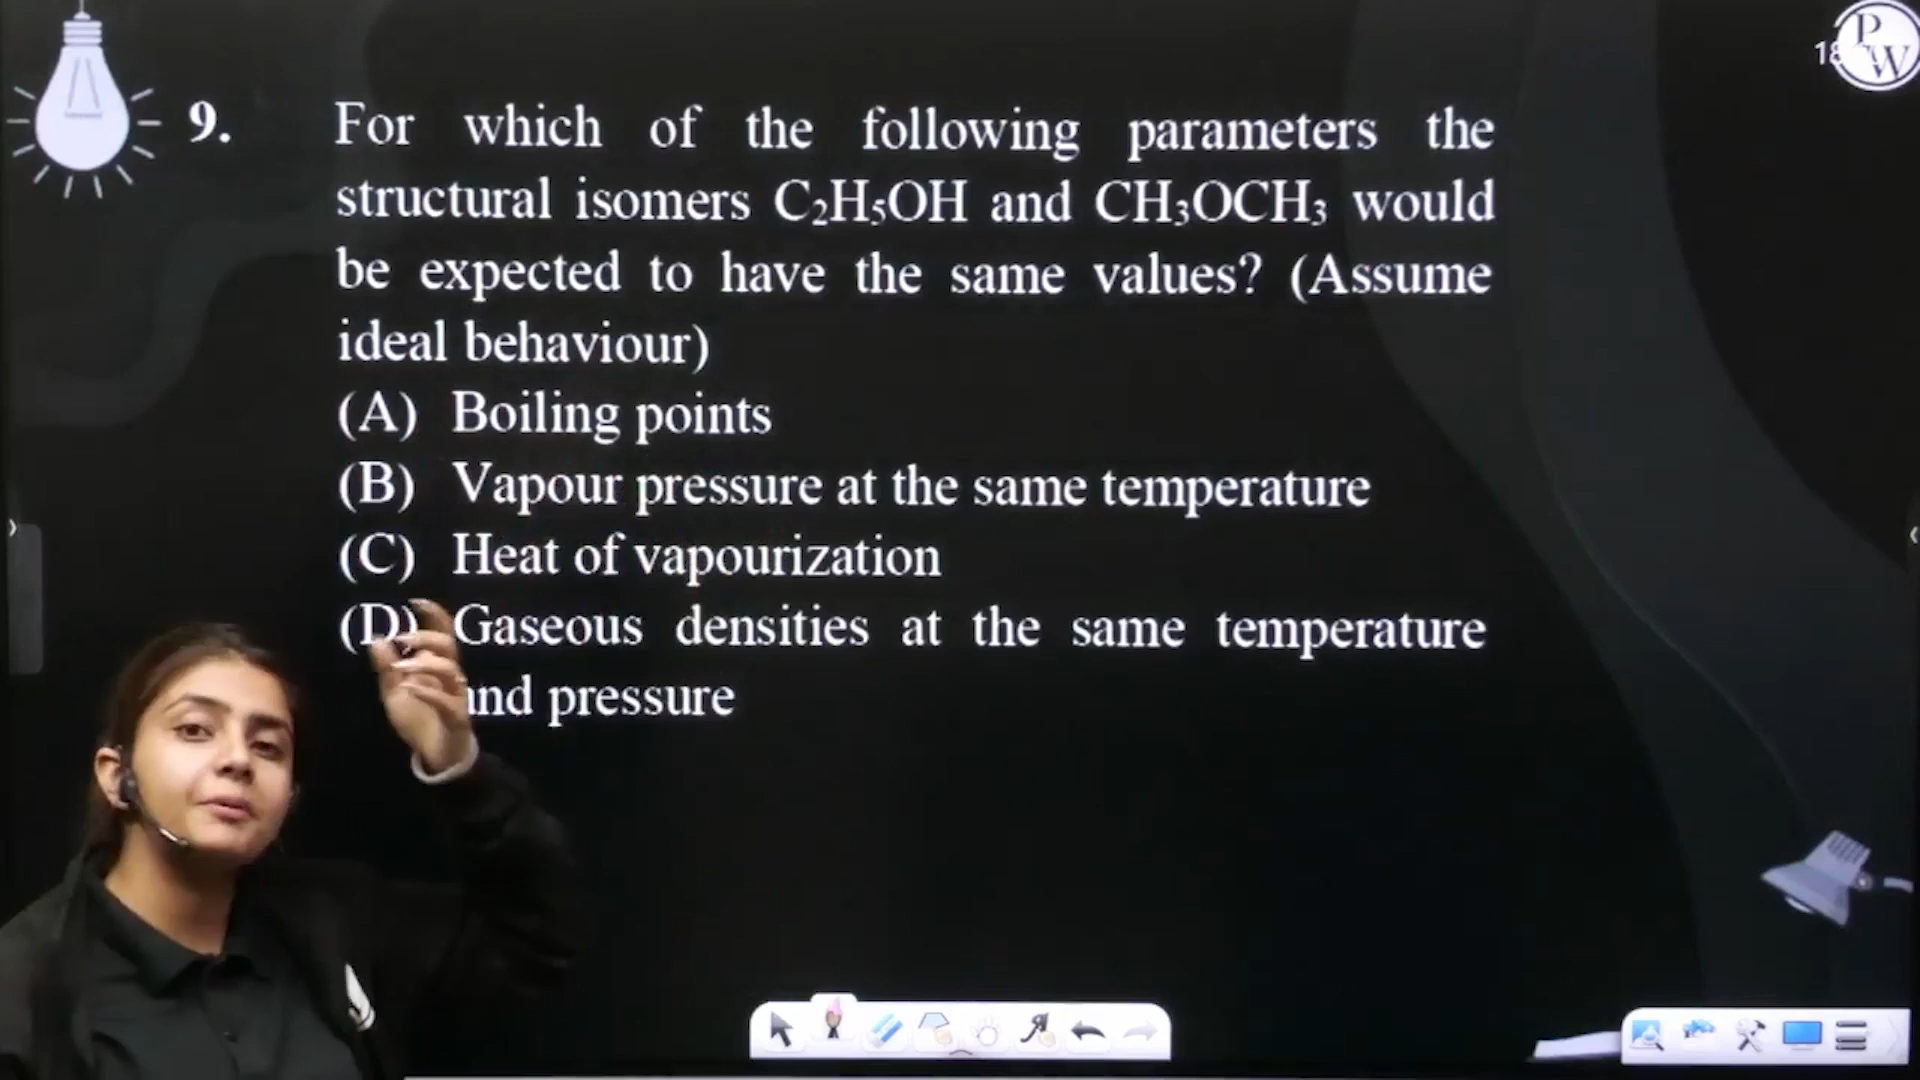 9. For which of the following parameters the
structural isomers C₂H₅OH and CH₃OCH₃ would
be expected to have the same values? (Assume
ideal behaviour)
(A) Boiling points
(B) Vapour pressure at the same temperature
(C) Heat of vapourization
(D) Gaseous densities at the same temperature
and pressure
PW